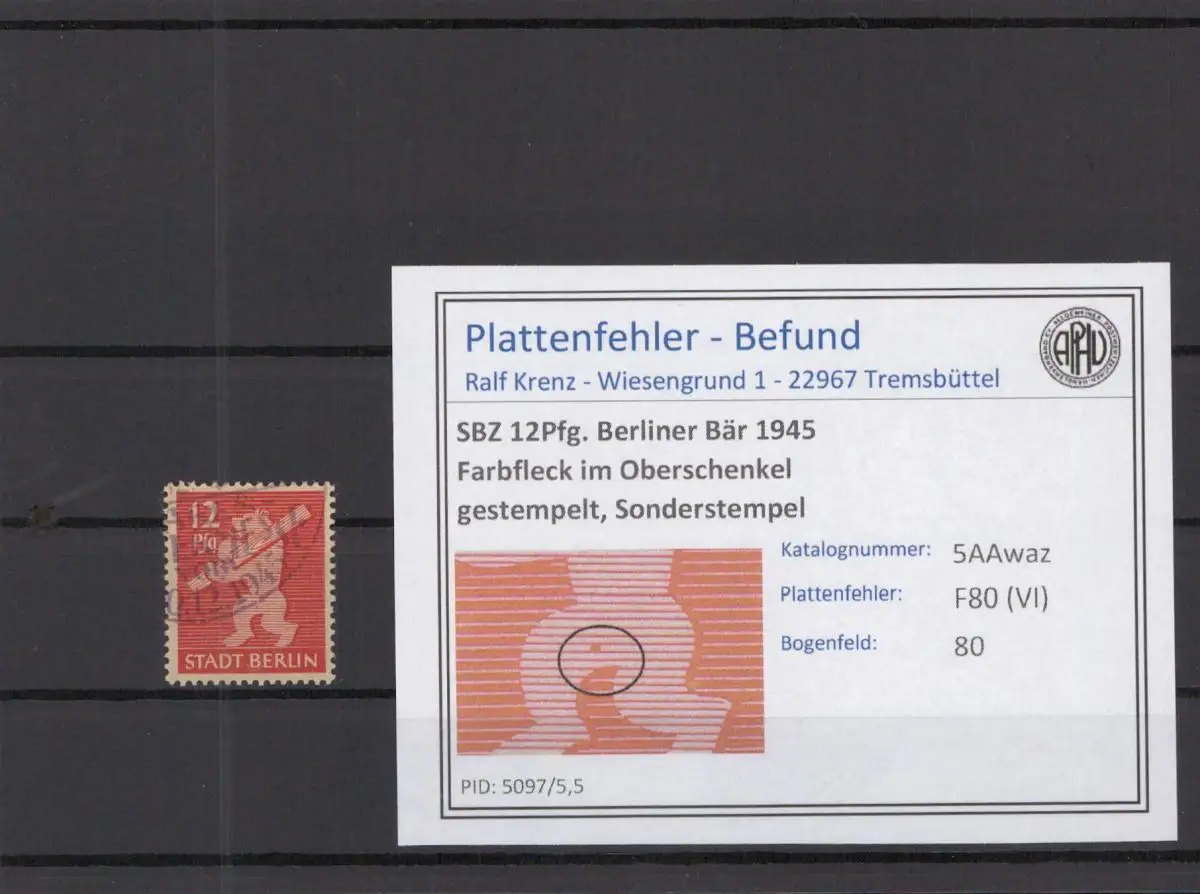 12
Pfg
STADT BERLIN
Plattenfehler - Befund
Ralf Krenz - Wiesengrund 1 - 22967 Tremsbüttel
APHV
SBZ 12Pfg. Berliner Bär 1945
Farbfleck im Oberschenkel
gestempelt, Sonderstempel
Katalognummer: 5AAwaz
Plattenfehler: F80 (VI)
Bogenfeld: 80
PID: 5097/5,5